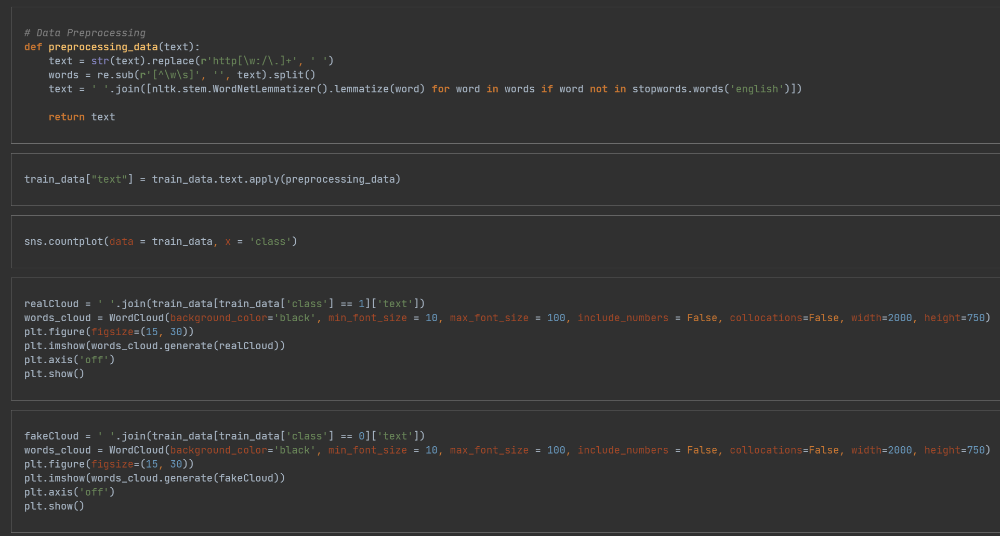 # Data Preprocessing
def preprocessing_data(text):
    text = str(text).replace(r'http[\w:/\.]+', ' ')
    words = re.sub(r'[^\w\s]', '', text).split()
    text = ' '.join([nltk.stem.WordNetLemmatizer().lemmatize(word) for word in words if word not in stopwords.words('english')])
    return text
train_data["text"] = train_data.text.apply(preprocessing_data)
sns.countplot(data = train_data, x = 'class')
realCloud = ' '.join(train_data[train_data['class'] == 1]['text'])
words_cloud = WordCloud(background_color='black', min_font_size = 10, max_font_size = 100, include_numbers = False, collocations=False, width=2000, height=750)
plt.figure(figsize=(15, 30))
plt.imshow(words_cloud.generate(realCloud))
plt.axis('off')
plt.show()
fakeCloud = ' '.join(train_data[train_data['class'] == 0]['text'])
words_cloud = WordCloud(background_color='black', min_font_size = 10, max_font_size = 100, include_numbers = False, collocations=False, width=2000, height=750)
plt.figure(figsize=(15, 30))
plt.imshow(words_cloud.generate(fakeCloud))
plt.axis('off')
plt.show()